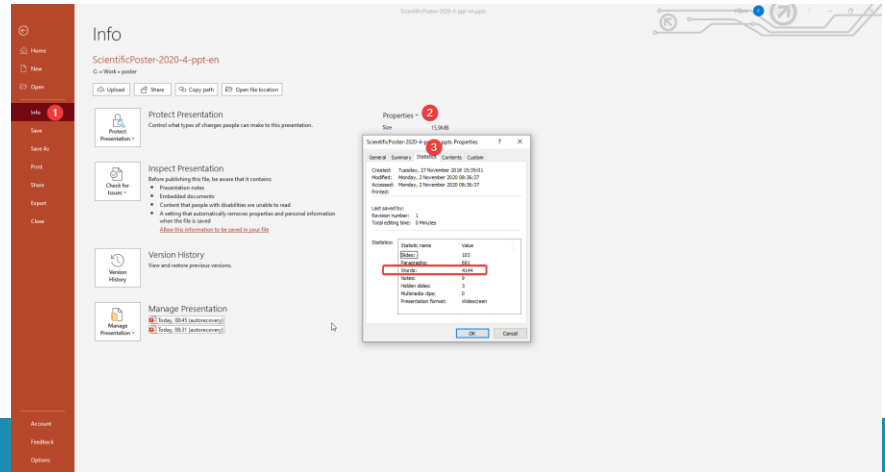 ScientificPoster-2020-4-ppt-en.pptx
Info
ScientificPoster-2020-4-ppt-en
C: » Work » poster
Upload
Share
Copy path
Open file location
Home
New
Open
Info 1
Save
Save As
Print
Share
Export
Close
Account
Feedback
Options
Protect Presentation
Protect Presentation
Control what types of changes people can make to this presentation.
Check for Issues
Inspect Presentation
Before publishing this file, be aware that it contains:
Presentation notes
Embedded documents
Content that people with disabilities are unable to read
A setting that automatically removes properties and personal information
when the file is saved
Allow this information to be saved in your file
Version History
Version History
View and restore previous versions.
Manage Presentation
Manage Presentation
Today, 08:45 (autorecovery)
Today, 08:31 (autorecovery)
Properties 2
Size 15,9MB
ScientificPoster-2020-4-ppt-en.pptx Properties ? ×
3
General Summary Statistics Contents Custom
Created: Tuesday, 27 November 2018 15:35:01
Modified: Monday, 2 November 2020 08:36:37
Accessed: Monday, 2 November 2020 08:36:37
Printed:
Last saved by:
Revision number: 1
Total editing time: 0 Minutes
Statistics:
Statistic name Value
Slides: 103
Paragraphs: 881
Words: 4144
Notes: 9
Hidden slides: 3
Multimedia clips: 0
Presentation format: Widescreen
OK Cancel